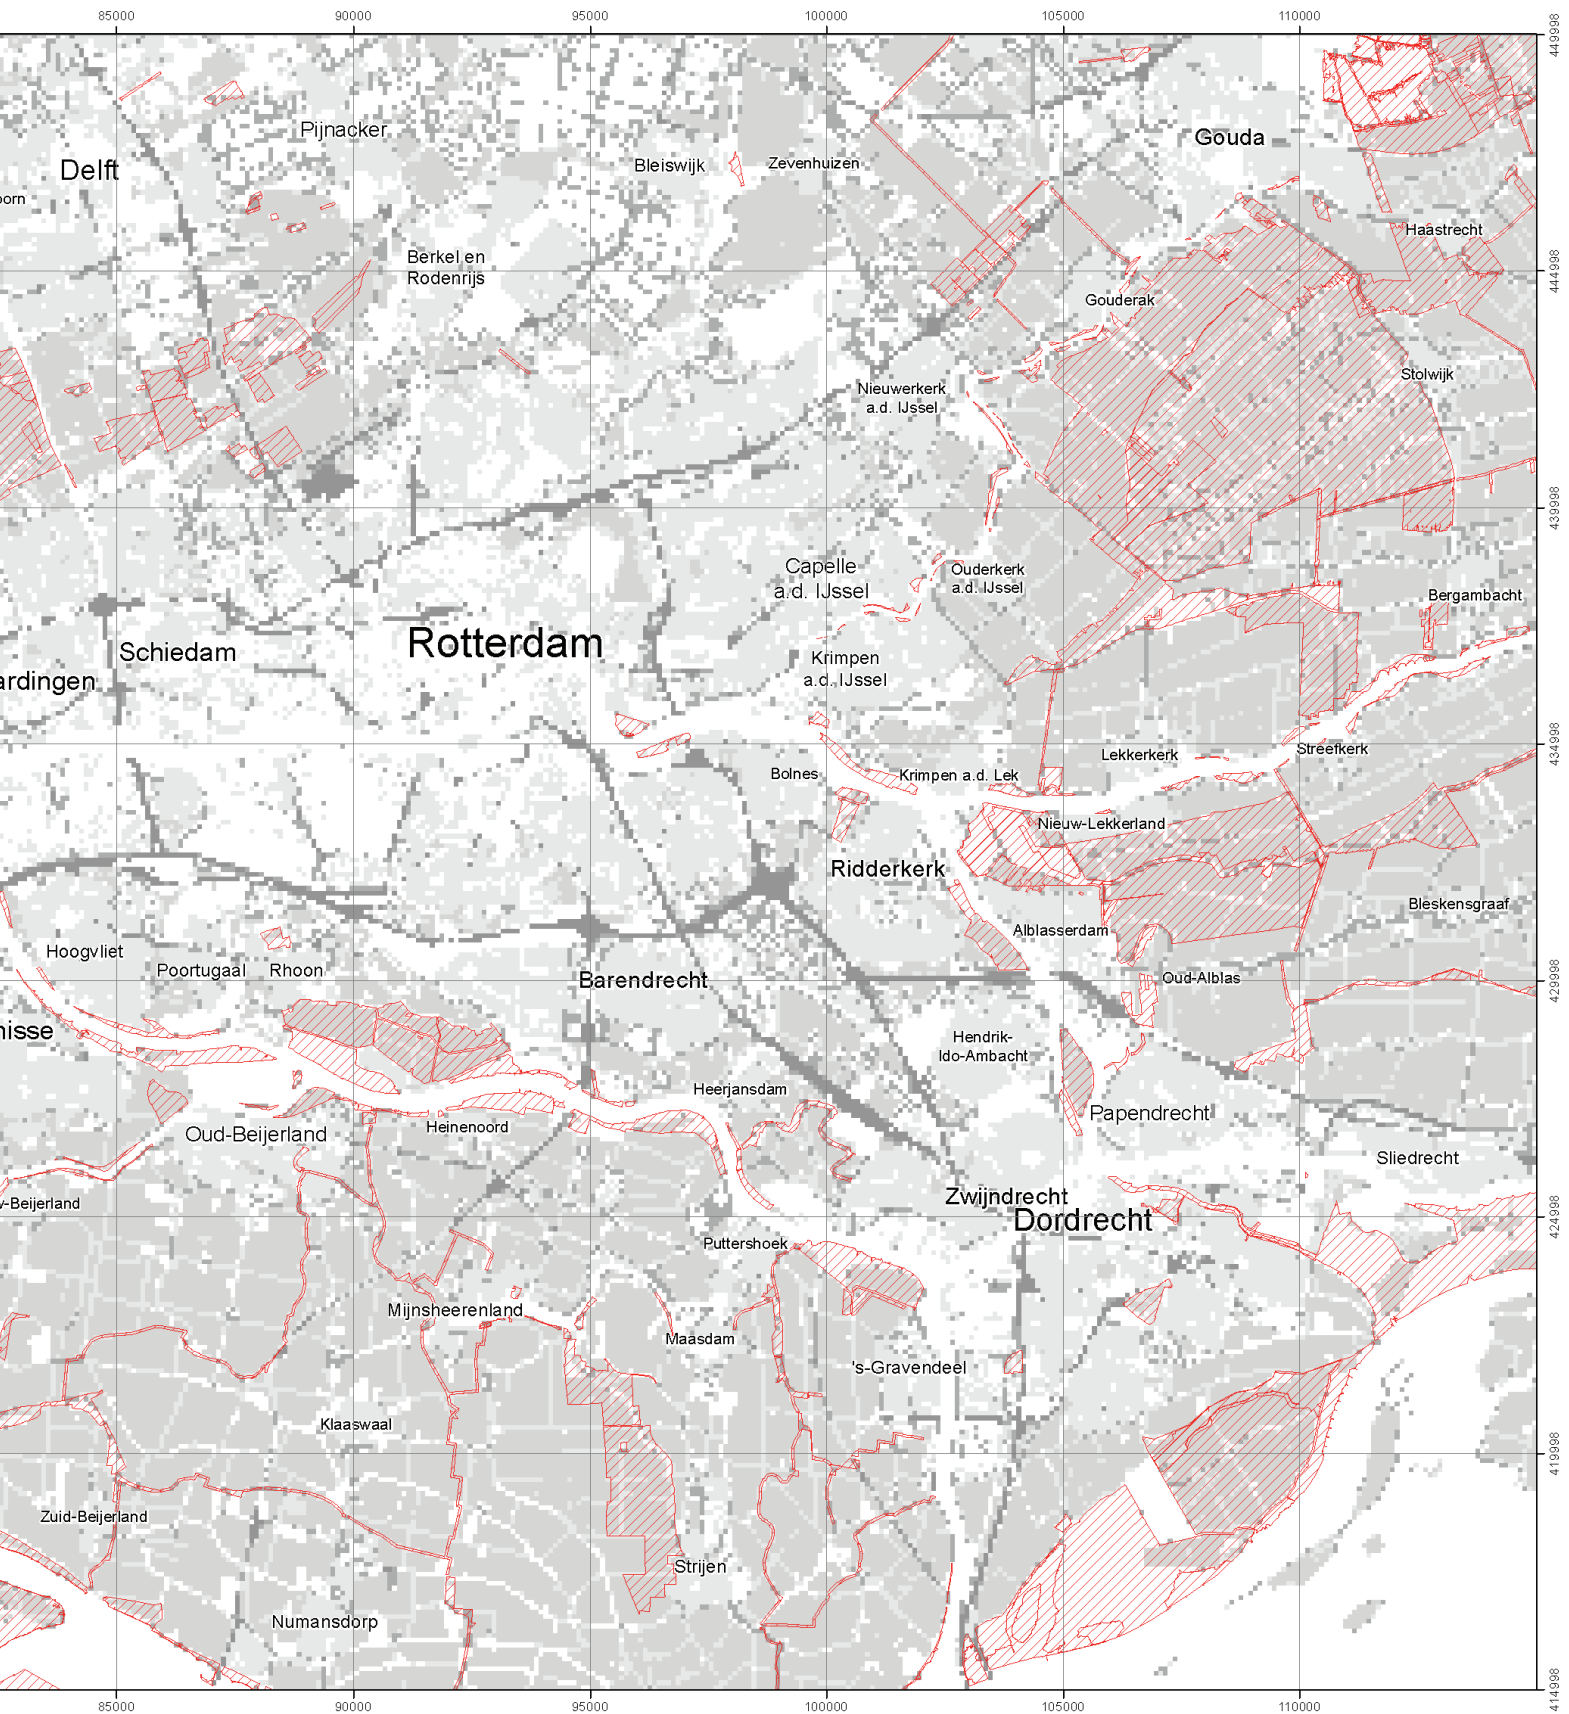 85000 90000 95000 100000 105000 110000
449998
Pijnacker
Gouda
Delft
Bleiswijk
Zevenhuizen
oorn
Haastrecht
Berkel en
Rodenrijs
444998
Gouderak
Stolwijk
Nieuwerkerk
a.d. IJssel
439998
Capelle
a.d. IJssel
Ouderkerk
a.d. IJssel
Bergambacht
Rotterdam
Schiedam
Krimpen
a.d. IJssel
ardingen
434998
Streefkerk
Lekkerkerk
Bolnes
Krimpen a.d. Lek
Nieuw-Lekkerland
Ridderkerk
Bleskensgraaf
Alblasserdam
Hoogvliet
Poortugaal
Rhoon
Barendrecht
Oud-Alblas
429998
nisse
Hendrik-
Ido-Ambacht
Heerjansdam
Papendrecht
Oud-Beijerland
Heinenoord
Sliedrecht
w-Beijerland
Zwijndrecht
Dordrecht
424998
Puttershoek
Mijnsheerenland
Maasdam
's-Gravendeel
Klaaswaal
419998
Zuid-Beijerland
Strijen
Numansdorp
414998
85000 90000 95000 100000 105000 110000